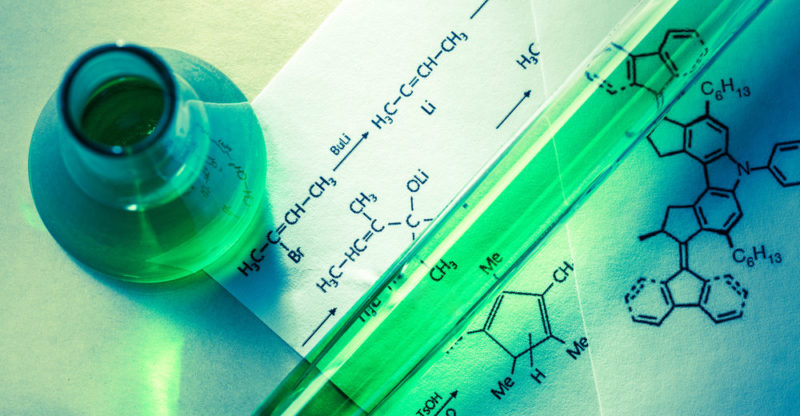 H₃C-C=CH-CH₃
Br
BuLi
H₃C-C=CH-CH₃
Li
H₃C
H₃C-HC=C
CH₃
C
OLi
CH₃
Me
CH
Me
Me
H
TsOH
C₆H₁₃
N
C₆H₁₃